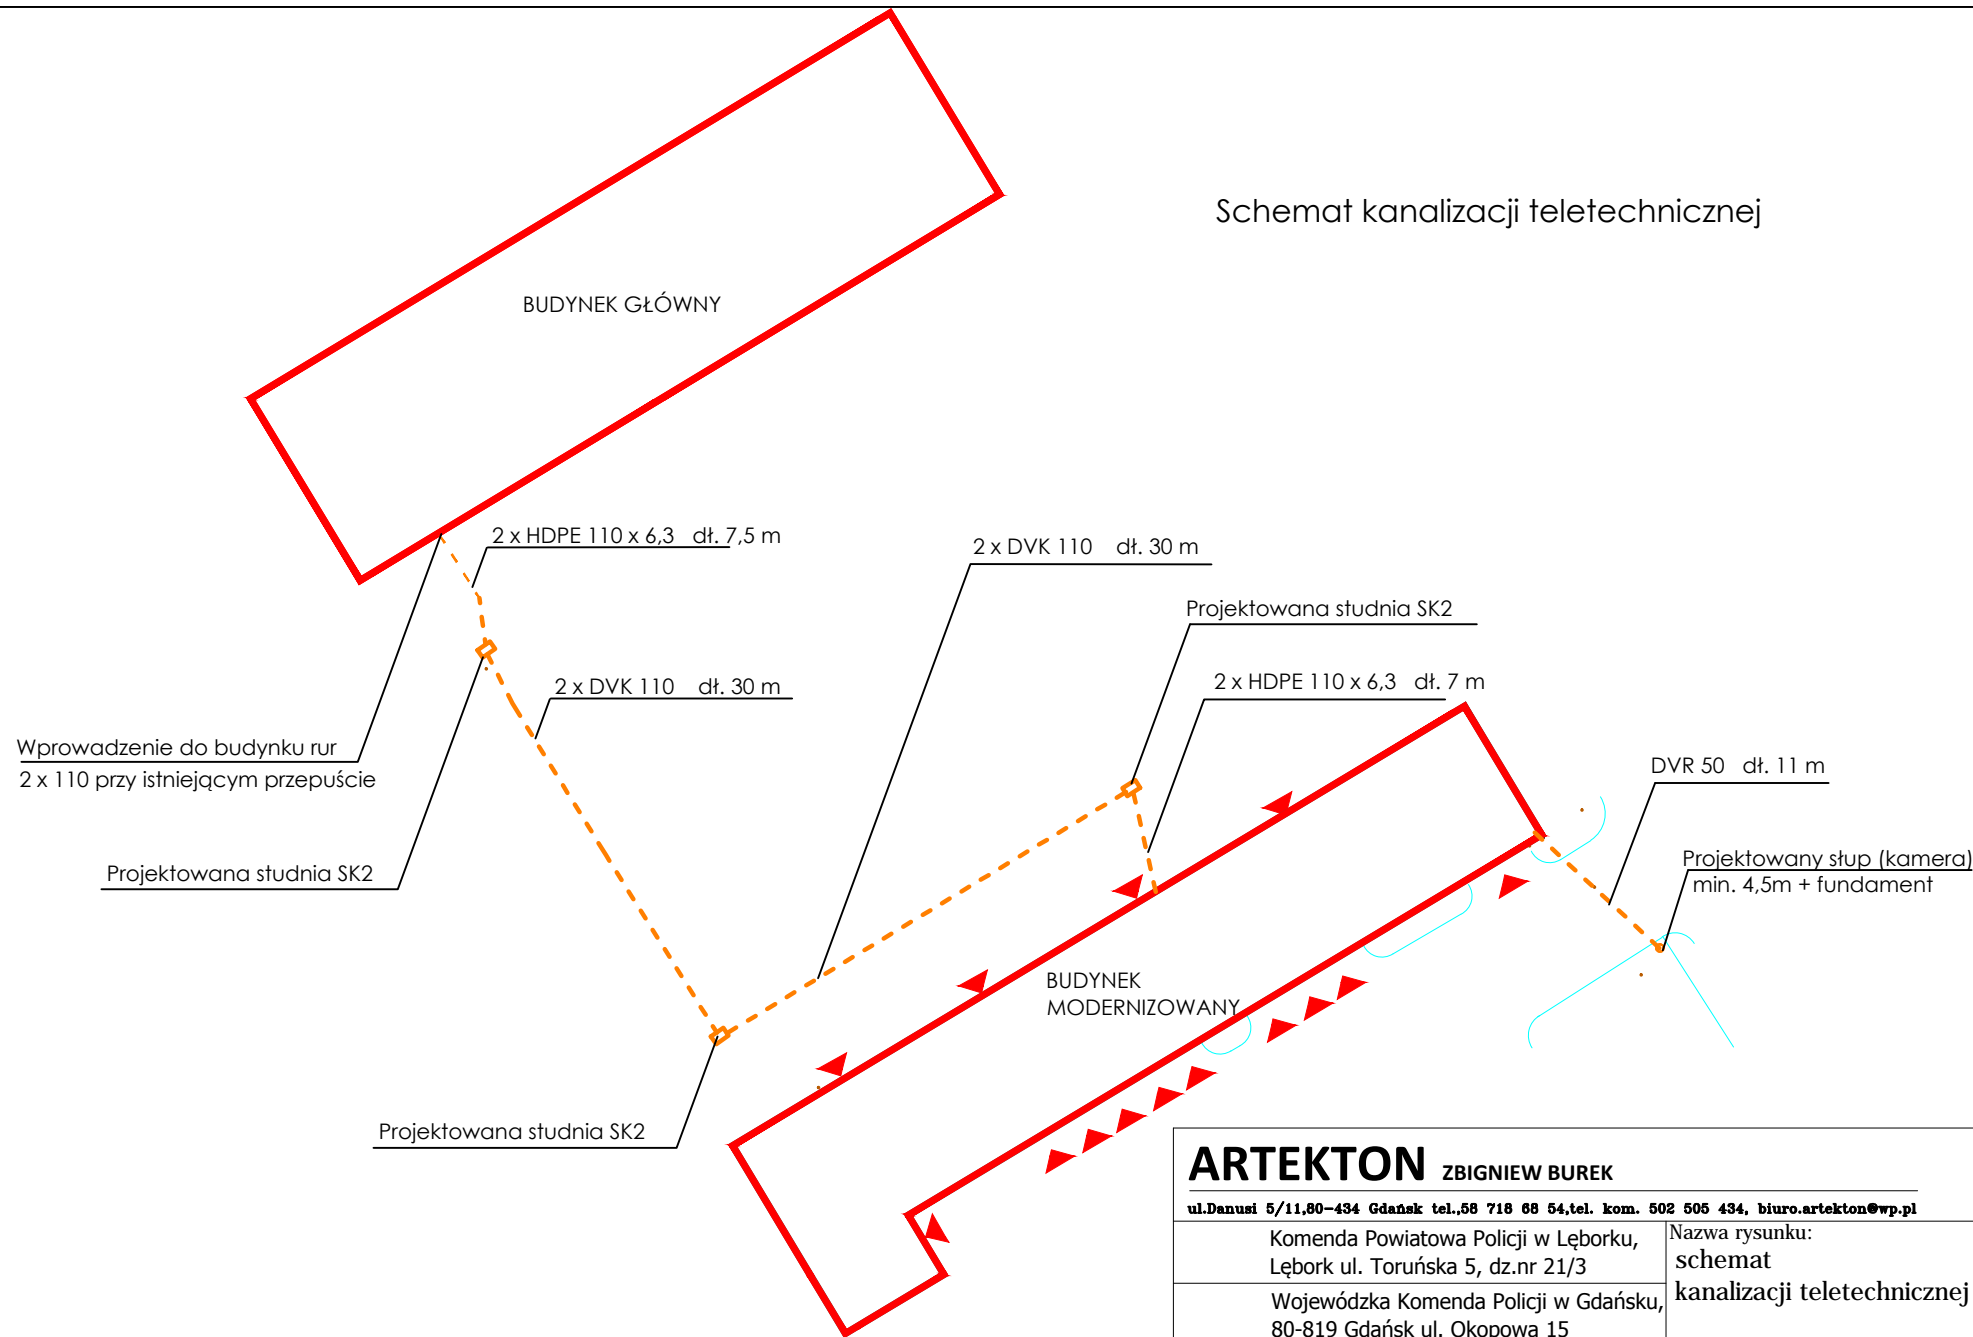 Schemat kanalizacji teletechnicznej
BUDYNEK GŁÓWNY
2 x HDPE 110 x 6,3 dł. 7,5 m
2 x DVK 110 dł. 30 m
Projektowana studnia SK2
2 x HDPE 110 x 6,3 dł. 7 m
2 x DVK 110 dł. 30 m
Wprowadzenie do budynku rur
2 x 110 przy istniejącym przepuście
DVR 50 dł. 11 m
Projektowana studnia SK2
Projektowany słup (kamera)
min. 4,5m + fundament
BUDYNEK
MODERNIZOWANY
Projektowana studnia SK2
ARTEKTON ZBIGNIEW BUREK
ul.Danusi 5/11,80-434 Gdańsk tel.,58 718 68 54,tel. kom. 502 505 434, biuro.artekton@wp.pl
Komenda Powiatowa Policji w Lęborku,
Lębork ul. Toruńska 5, dz.nr 21/3
Nazwa rysunku:
schemat
kanalizacji teletechnicznej
Wojewódzka Komenda Policji w Gdańsku,
80-819 Gdańsk ul. Okopowa 15